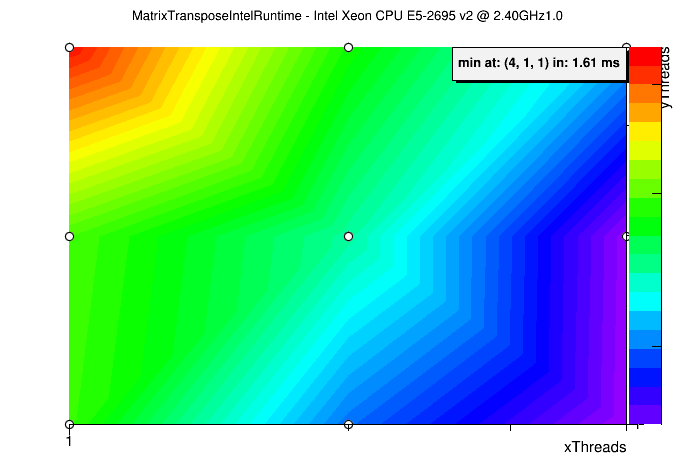 MatrixTransposeIntelRuntime - Intel Xeon CPU E5-2695 v2 @ 2.40GHz1.0
min at: (4, 1, 1) in: 1.61 ms
yThreads
1
xThreads